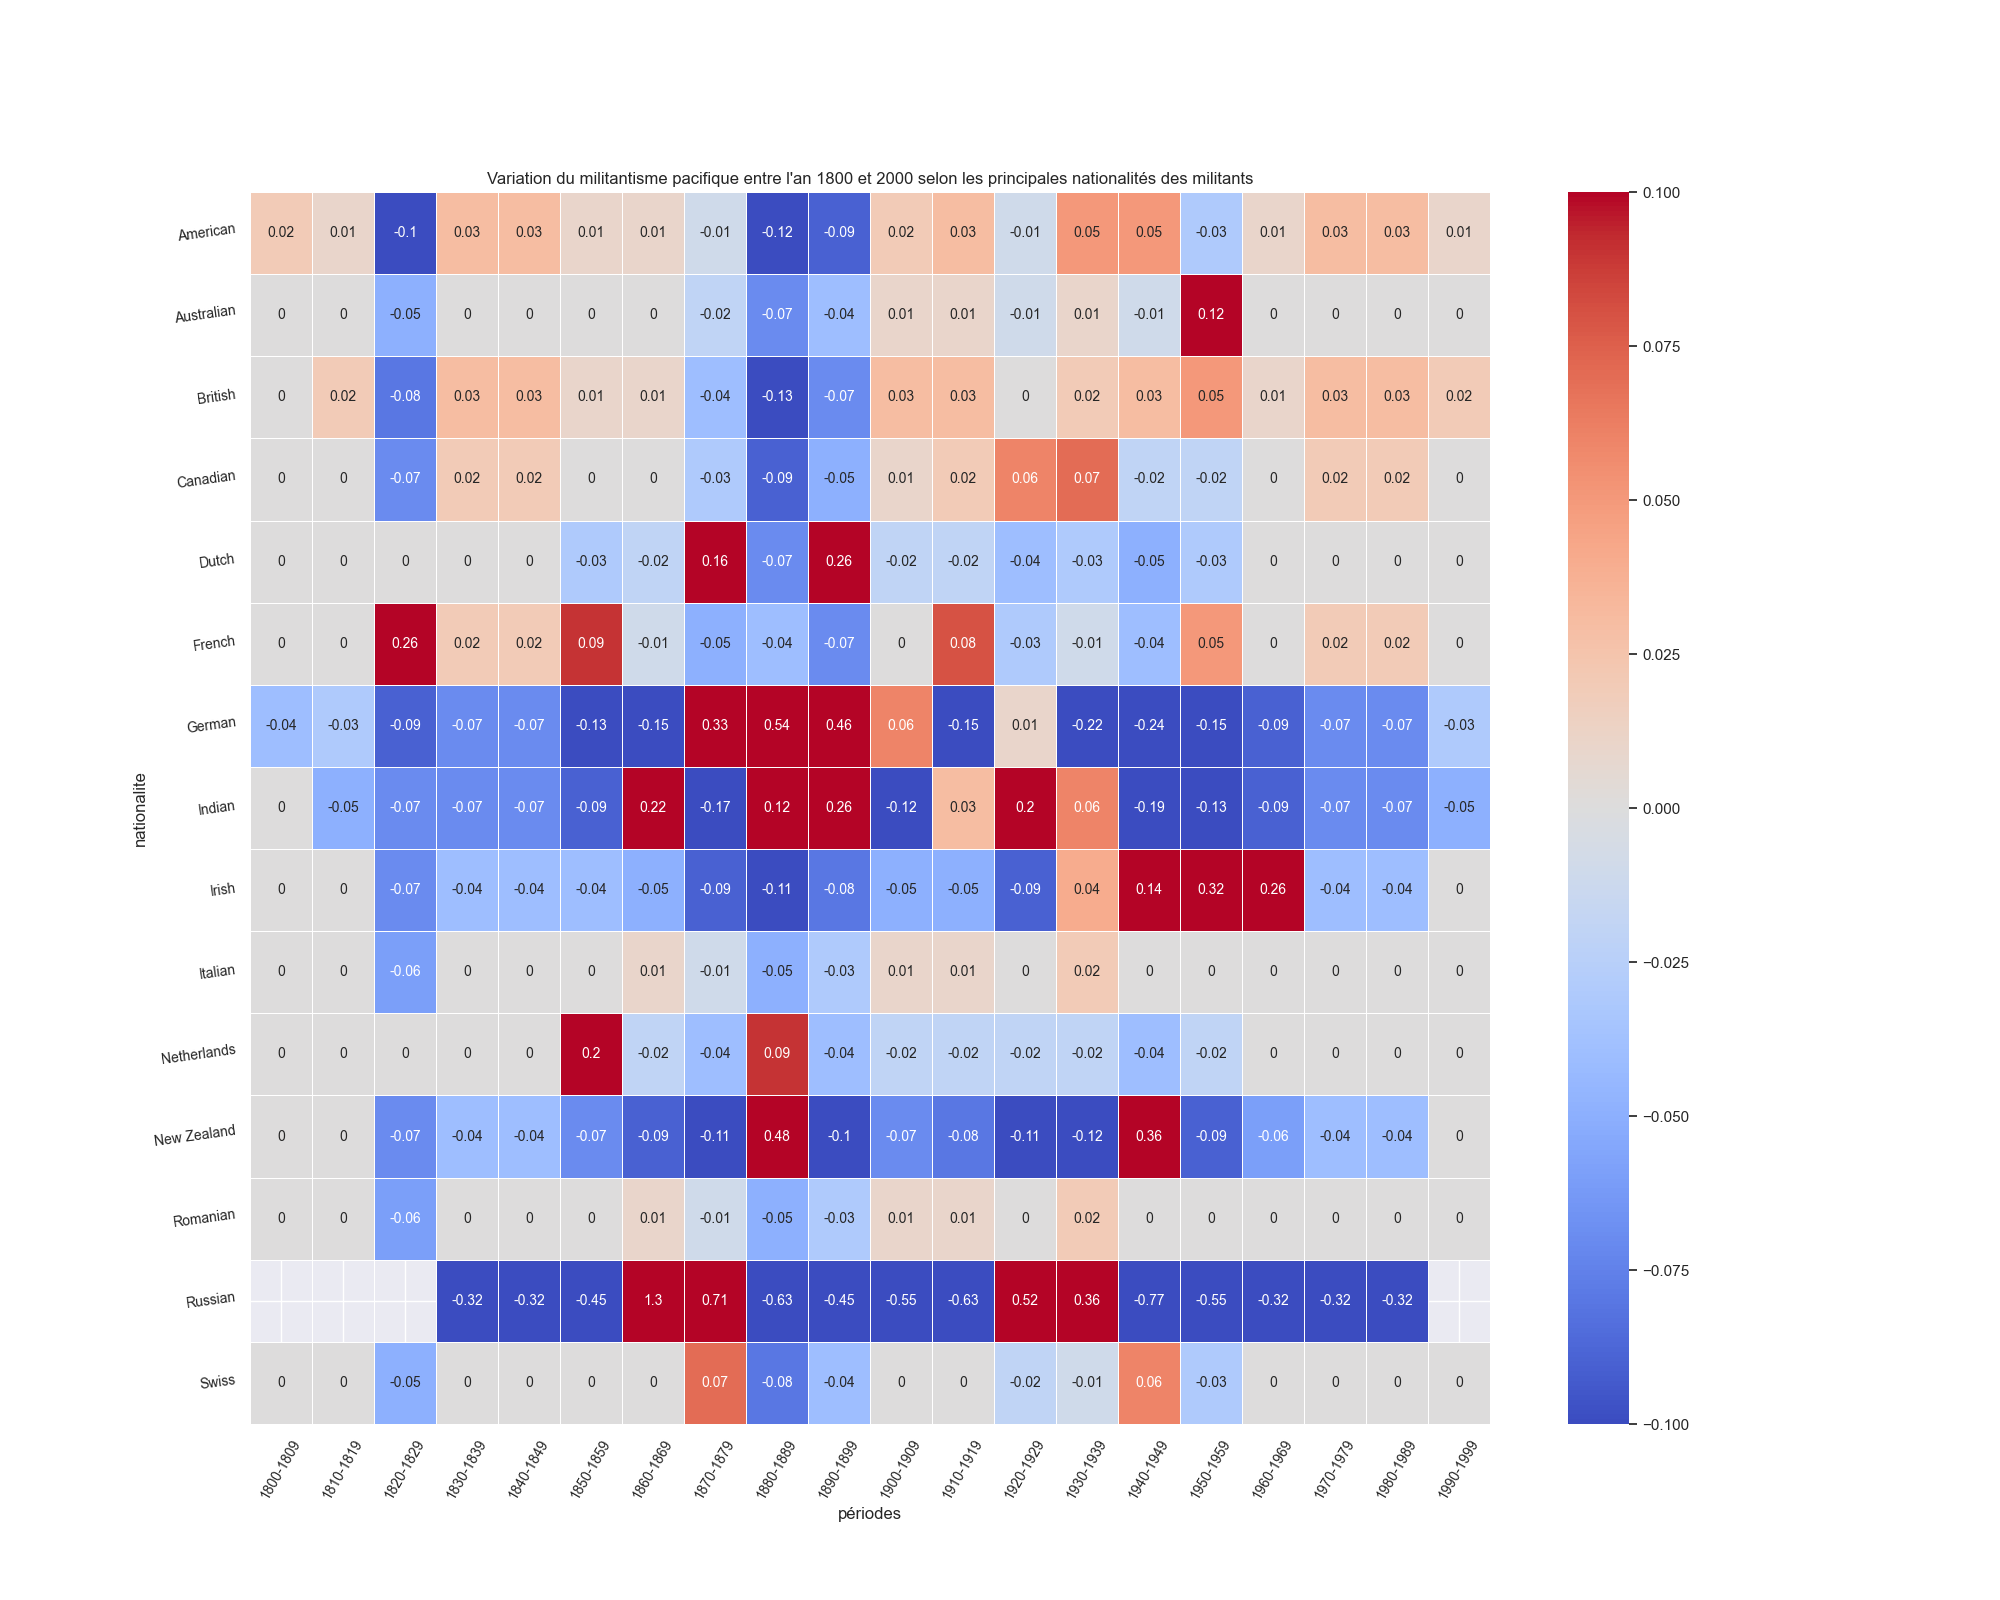 Variation du militantisme pacifique entre l'an 1800 et 2000 selon les principales nationalités des militants
nationalite
American 0.02 0.01 -0.1 0.03 0.03 0.01 0.01 -0.01 -0.12 -0.09 0.02 0.03 -0.01 0.05 0.05 -0.03 0.01 0.03 0.03 0.01
Australian 0 0 -0.05 0 0 0 0 -0.02 -0.07 -0.04 0.01 0.01 -0.01 0.01 -0.01 0.12 0 0 0 0
British 0 0.02 -0.08 0.03 0.03 0.01 0.01 -0.04 -0.13 -0.07 0.03 0.03 0 0.02 0.03 0.05 0.01 0.03 0.03 0.02
Canadian 0 0 -0.07 0.02 0.02 0 0 -0.03 -0.09 -0.05 0.01 0.02 0.06 0.07 -0.02 -0.02 0 0.02 0.02 0
Dutch 0 0 0 0 0 -0.03 -0.02 0.16 -0.07 0.26 -0.02 -0.02 -0.04 -0.03 -0.05 -0.03 0 0 0 0
French 0 0 0.26 0.02 0.02 0.09 -0.01 -0.05 -0.04 -0.07 0 0.08 -0.03 -0.01 -0.04 0.05 0 0.02 0.02 0
German -0.04 -0.03 -0.09 -0.07 -0.07 -0.13 -0.15 0.33 0.54 0.46 0.06 -0.15 0.01 -0.22 -0.24 -0.15 -0.09 -0.07 -0.07 -0.03
Indian 0 -0.05 -0.07 -0.07 -0.07 -0.09 0.22 -0.17 0.12 0.26 -0.12 0.03 0.2 0.06 -0.19 -0.13 -0.09 -0.07 -0.07 -0.05
Irish 0 0 -0.07 -0.04 -0.04 -0.04 -0.05 -0.09 -0.11 -0.08 -0.05 -0.05 -0.09 0.04 0.14 0.32 0.26 -0.04 -0.04 0
Italian 0 0 -0.06 0 0 0 0.01 -0.01 -0.05 -0.03 0.01 0.01 0 0.02 0 0 0 0 0 0
Netherlands 0 0 0 0 0 0.2 -0.02 -0.04 0.09 -0.04 -0.02 -0.02 -0.02 -0.02 -0.04 -0.02 0 0 0 0
New Zealand 0 0 -0.07 -0.04 -0.04 -0.07 -0.09 -0.11 0.48 -0.1 -0.07 -0.08 -0.11 -0.12 0.36 -0.09 -0.06 -0.04 -0.04 0
Romanian 0 0 -0.06 0 0 0 0.01 -0.01 -0.05 -0.03 0.01 0.01 0 0.02 0 0 0 0 0 0
Russian -0.32 -0.32 -0.45 1.3 0.71 -0.63 -0.45 -0.55 -0.63 0.52 0.36 -0.77 -0.55 -0.32 -0.32 -0.32
Swiss 0 0 -0.05 0 0 0 0 0.07 -0.08 -0.04 0 0 -0.02 -0.01 0.06 -0.03 0 0 0 0
1800-1809 1810-1819 1820-1829 1830-1839 1840-1849 1850-1859 1860-1869 1870-1879 1880-1889 1890-1899 1900-1909 1910-1919 1920-1929 1930-1939 1940-1949 1950-1959 1960-1969 1970-1979 1980-1989 1990-1999
périodes
0.100
0.075
0.050
0.025
0.000
−0.025
−0.050
−0.075
−0.100